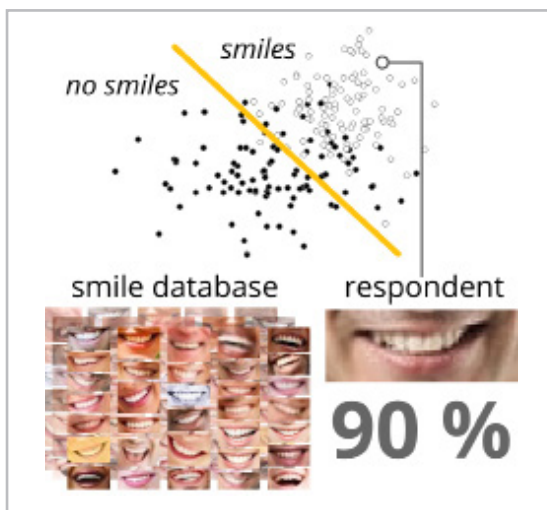 smiles
no smiles
smile database
respondent
90 %